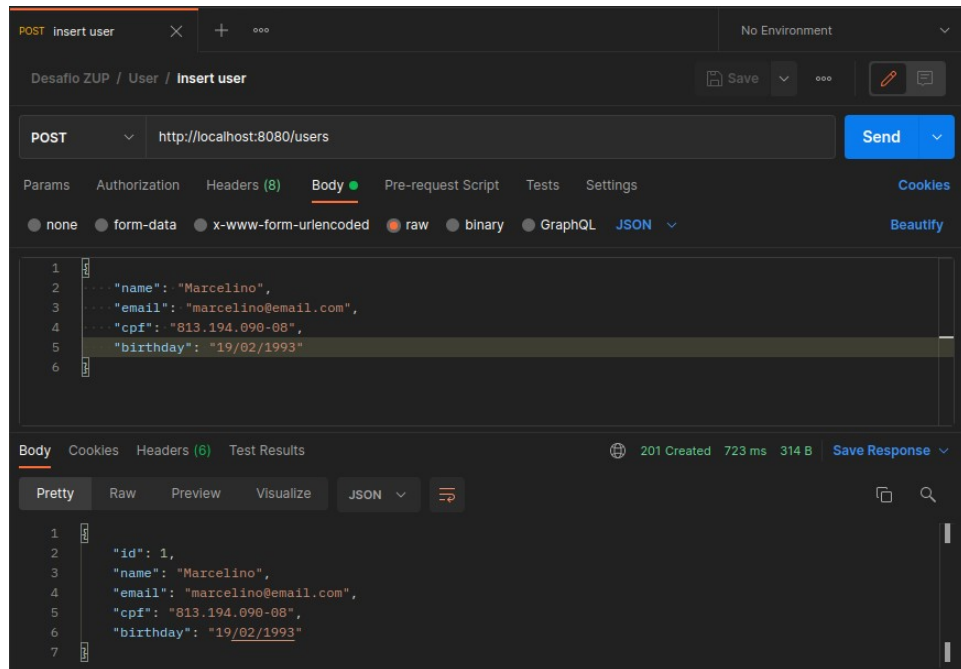 POST insert user
No Environment
Desafio ZUP / User / insert user
Save
POST http://localhost:8080/users Send
Params Authorization Headers (8) Body Pre-request Script Tests Settings Cookies
none form-data x-www-form-urlencoded raw binary GraphQL JSON Beautify
1 {
2 "name": "Marcelino",
3 "email": "marcelino@email.com",
4 "cpf": "813.194.090-08",
5 "birthday": "19/02/1993"
6 }
Body Cookies Headers (6) Test Results 201 Created 723 ms 314 B Save Response
Pretty Raw Preview Visualize JSON
1 {
2 "id": 1,
3 "name": "Marcelino",
4 "email": "marcelino@email.com",
5 "cpf": "813.194.090-08",
6 "birthday": "19/02/1993"
7 }